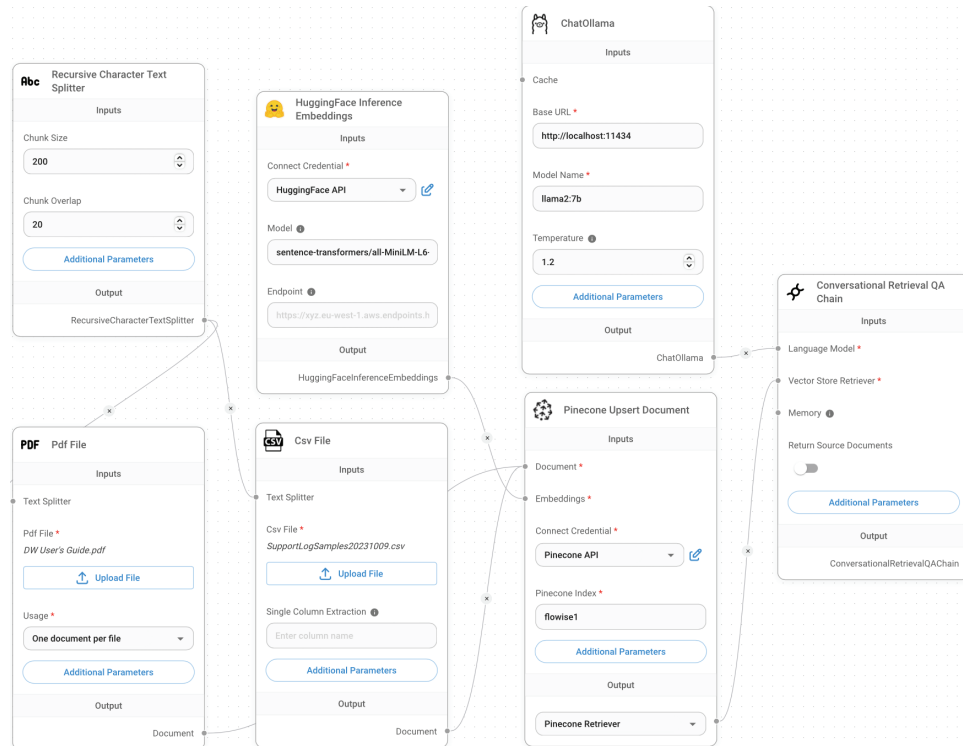 Abc
Recursive Character Text
Splitter
Inputs
Chunk Size
200
Chunk Overlap
20
Additional Parameters
Output
RecursiveCharacterTextSplitter
HuggingFace Inference
Embeddings
Inputs
Connect Credential *
HuggingFace API
Model
sentence-transformers/all-MiniLM-L6-
Endpoint
https://xyz.eu-west-1.aws.endpoints.h
Output
HuggingFaceInferenceEmbeddings
ChatOllama
Inputs
Cache
Base URL *
http://localhost:11434
Model Name *
llama2:7b
Temperature
1.2
Additional Parameters
Output
ChatOllama
Conversational Retrieval QA
Chain
Inputs
Language Model *
Vector Store Retriever *
Memory
Return Source Documents
Additional Parameters
Output
ConversationalRetrievalQAChain
PDF
Pdf File
Inputs
Text Splitter
Pdf File *
DW User's Guide.pdf
Upload File
Usage *
One document per file
Additional Parameters
Output
Document
CSV
Csv File
Inputs
Text Splitter
Csv File *
SupportLogSamples20231009.csv
Upload File
Single Column Extraction
Enter column name
Additional Parameters
Output
Document
Pinecone Upsert Document
Inputs
Document *
Embeddings *
Connect Credential *
Pinecone API
Pinecone Index *
flowise1
Additional Parameters
Output
Pinecone Retriever